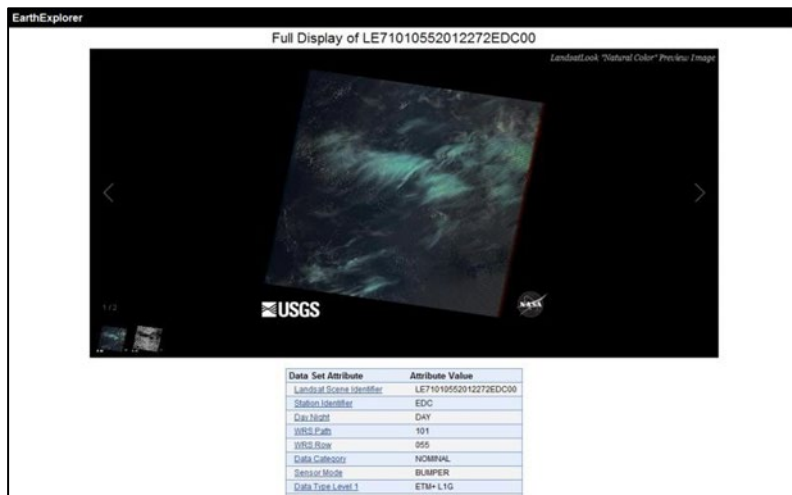 EarthExplorer
Full Display of LE71010552012272EDC00
LandsatLook "Natural Color" Preview Image
1 / 2
USGS
NASA
Data Set Attribute Attribute Value
Landsat Scene Identifier LE71010552012272EDC00
Station Identifier EDC
Day Night DAY
WRS Path 101
WRS Row 055
Data Category NOMINAL
Sensor Mode BUMPER
Data Type Level 1 ETM+ L1G